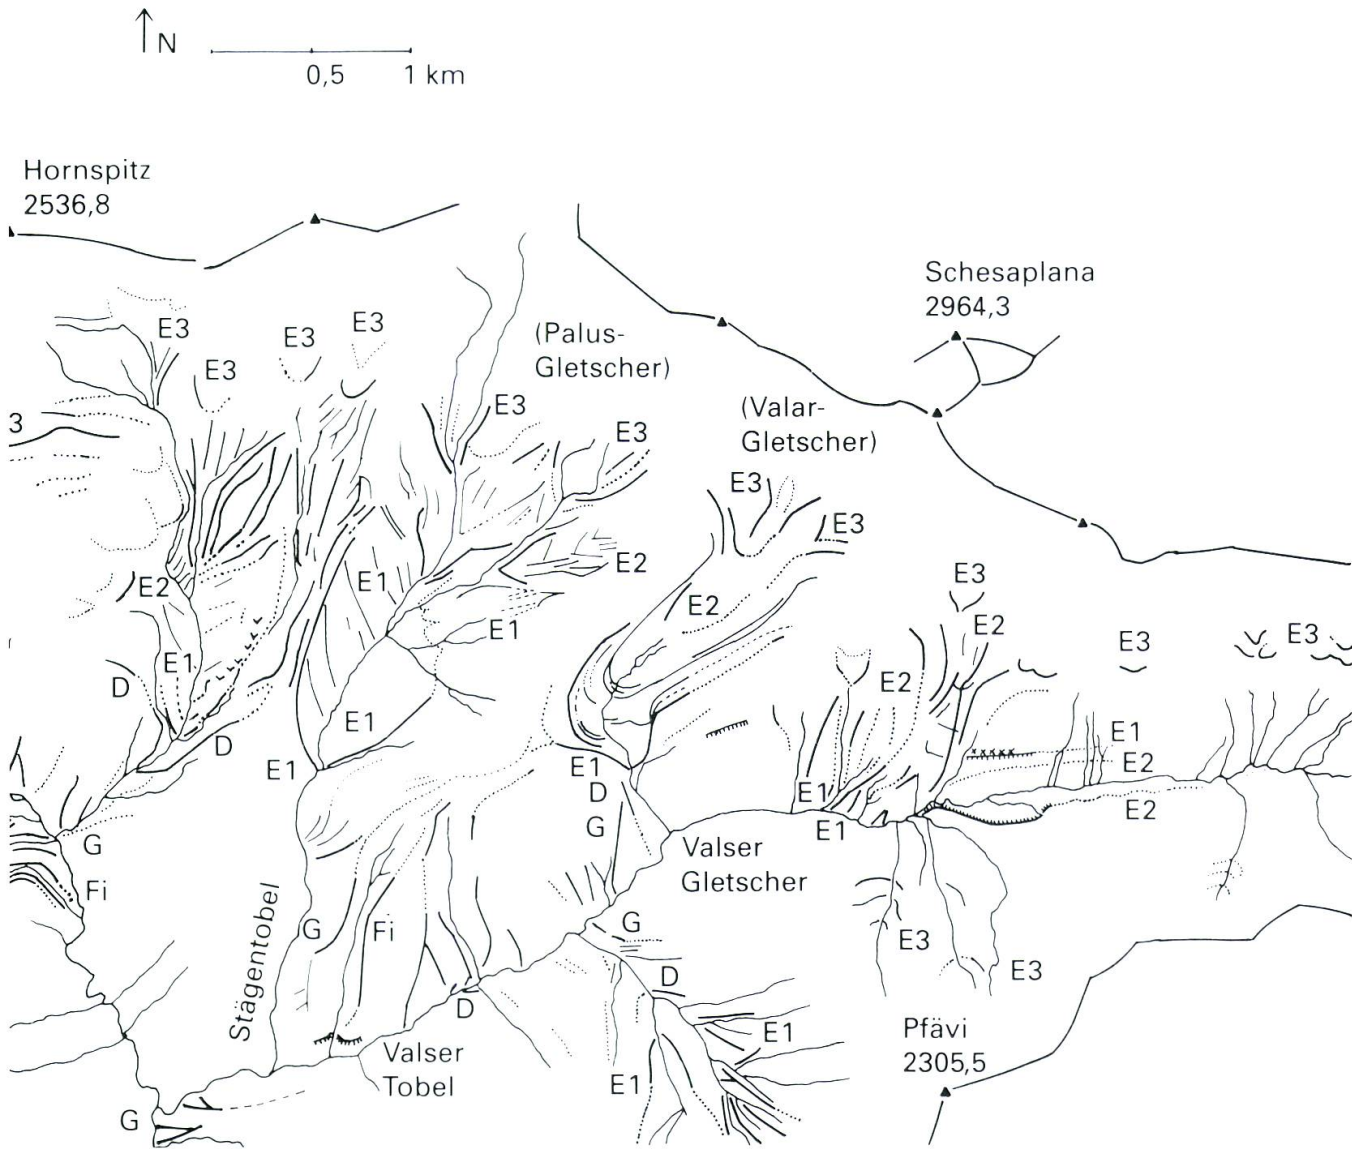 N
0,5 1 km
Hornspitz
2536,8
Schesaplana
2964,3
E3
E3
E3
E3
(Palus-
Gletscher)
E3
(Valar-
Gletscher)
3
E3
E3
E3
E2
E1
E2
E3
E2
E1
E2
E3
E3
E1
D
E2
E1
D
E1
E1
E2
E1
D
E1
E2
G
E1
G
Valser
Gletscher
Fi
Stägentobel
G
Fi
G
E3
D
E3
D
E1
Pfävi
2305,5
Valser
Tobel
E1
G